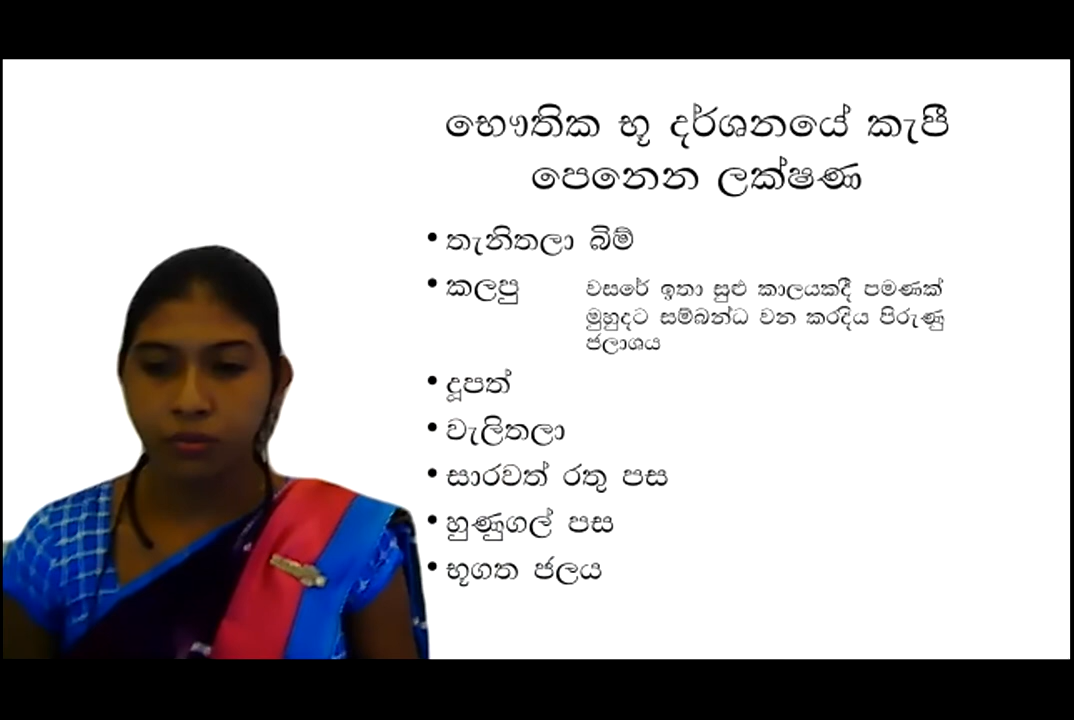 භෞතික භූ දර්ශනයේ කැපී
පෙනෙන ලක්ෂණ
• තැනිතලා බිම්
• කලපු
වසරේ ඉතා සුළු කාලයකදී පමණක්
මුහුදට සම්බන්ධ වන කරදිය පිරුණු
ජලාශය
• දූපත්
• වැලිතලා
• සාරවත් රතු පස
• හුණුගල් පස
• භූගත ජලය